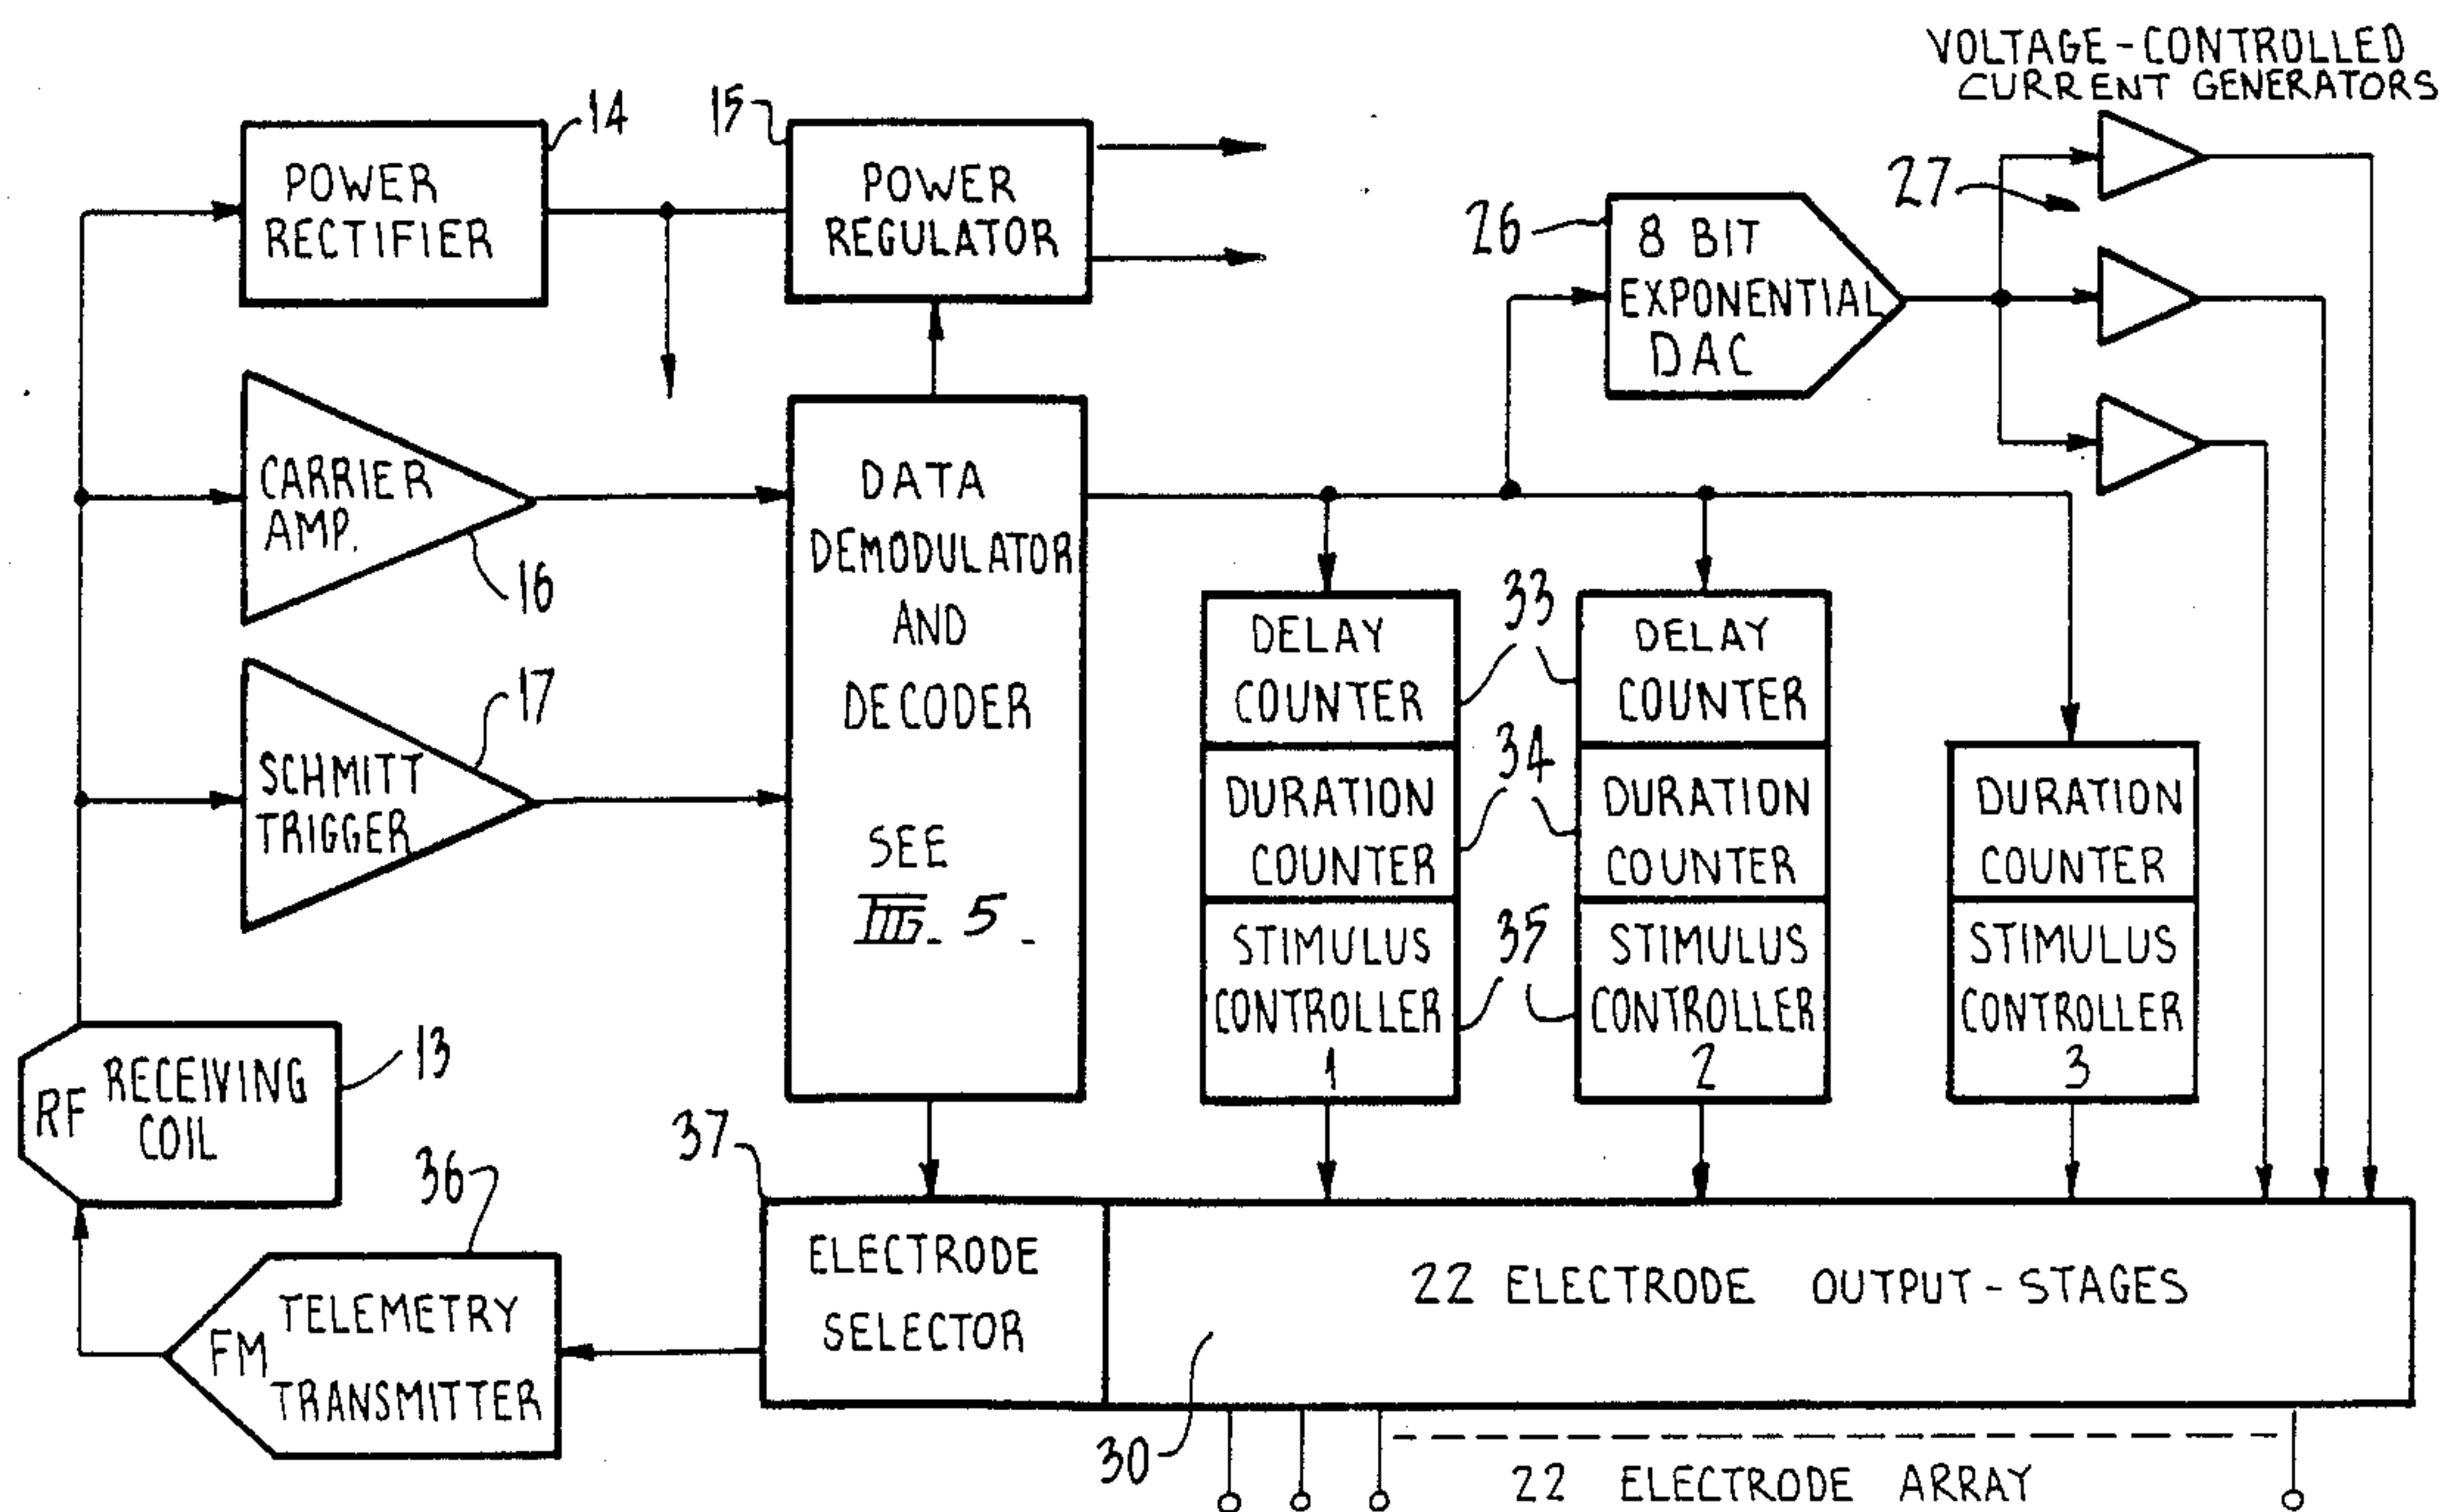 VOLTAGE-CONTROLLED
CURRENT GENERATORS
14
15
27
POWER
RECTIFIER
POWER
REGULATOR
26
8 BIT
EXPONENTIAL
DAC
CARRIER
AMP.
16
DATA
DEMODULATOR
AND
DECODER
SEE
FIG. 5.
17
SCHMITT
TRIGGER
33
DELAY
COUNTER
DELAY
COUNTER
34
DURATION
COUNTER
DURATION
COUNTER
DURATION
COUNTER
35
STIMULUS
CONTROLLER
1
STIMULUS
CONTROLLER
2
STIMULUS
CONTROLLER
3
13
RF RECEIVING
COIL
36
37
FM TELEMETRY
TRANSMITTER
ELECTRODE
SELECTOR
22 ELECTRODE OUTPUT-STAGES
30
22 ELECTRODE ARRAY